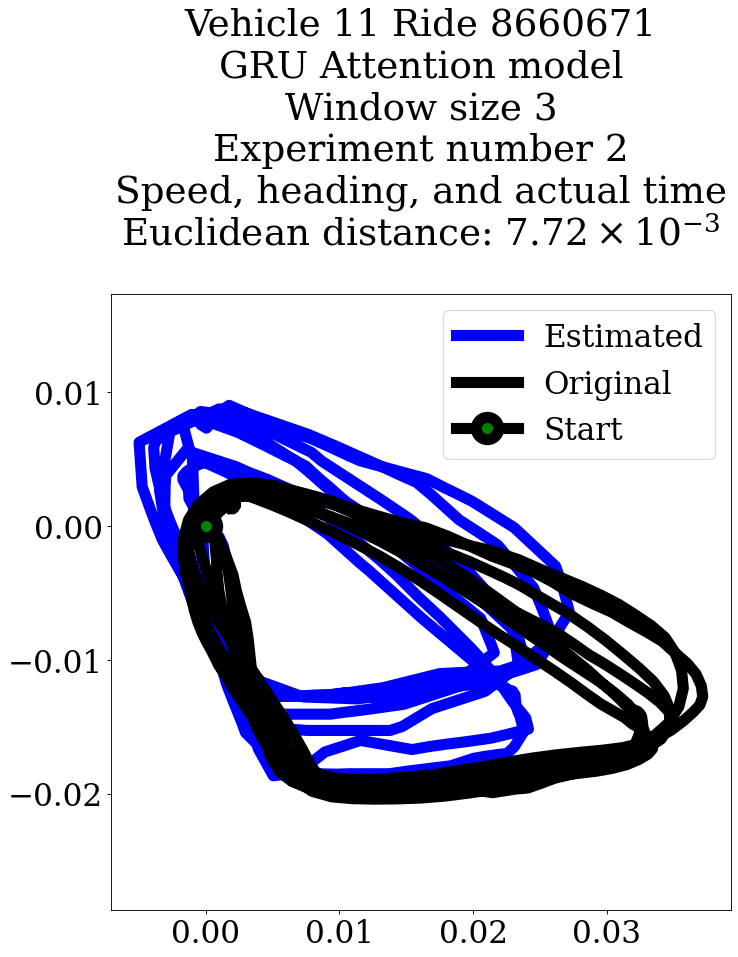 Vehicle 11 Ride 8660671
GRU Attention model
Window size 3
Experiment number 2
Speed, heading, and actual time
Euclidean distance: 7.72 × 10⁻³
Estimated
Original
Start
0.01
0.00
−0.01
−0.02
0.00 0.01 0.02 0.03